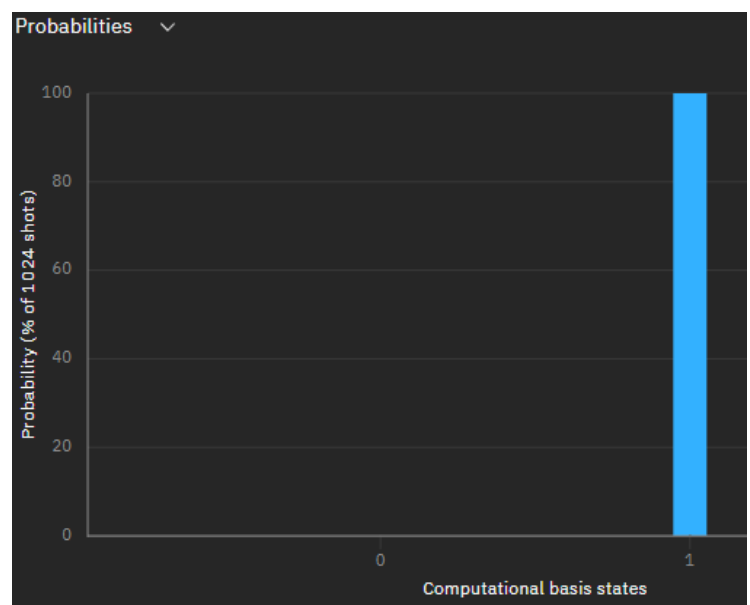 Probabilities
100
80
60
40
20
0
Probability (% of 1024 shots)
0 1
Computational basis states